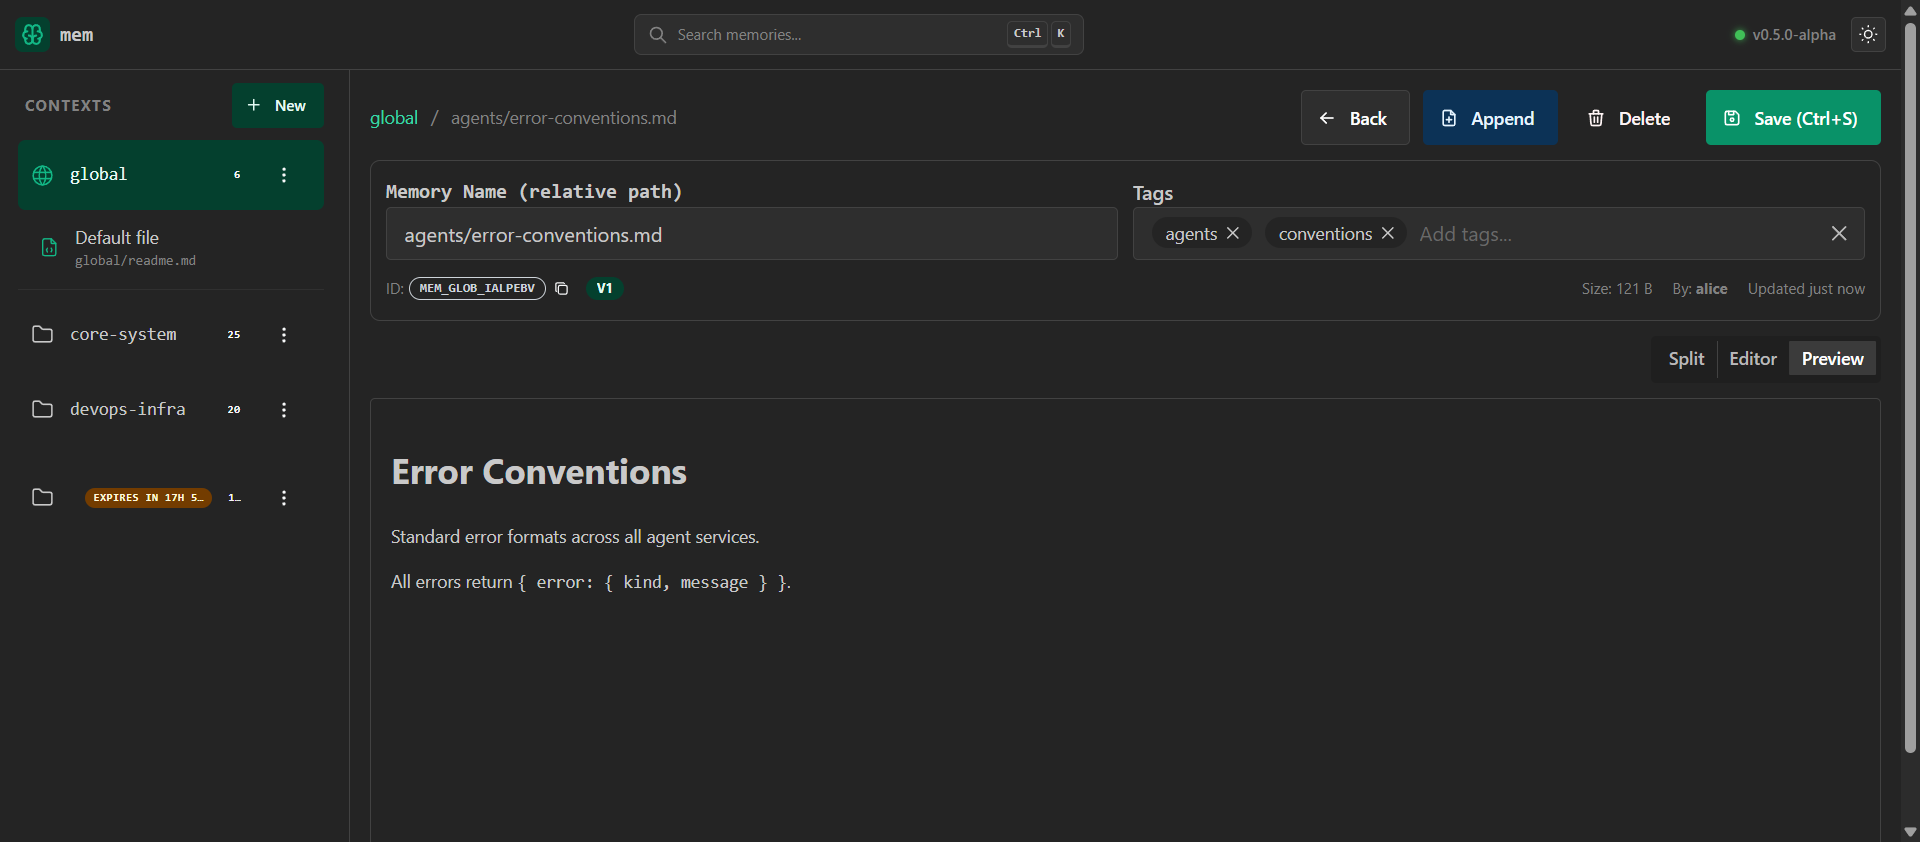 mem
Search memories...
Ctrl K
v0.5.0-alpha
CONTEXTS
+ New
global 6
Default file
global/readme.md
core-system 25
devops-infra 20
EXPIRES IN 17H 5… 1…
global / agents/error-conventions.md
Back
Append
Delete
Save (Ctrl+S)
Memory Name (relative path)
agents/error-conventions.md
Tags
agents conventions Add tags...
ID: MEM_GLOB_IALPEBV V1
Size: 121 B By: alice Updated just now
Split Editor Preview
Error Conventions
Standard error formats across all agent services.
All errors return { error: { kind, message } }.